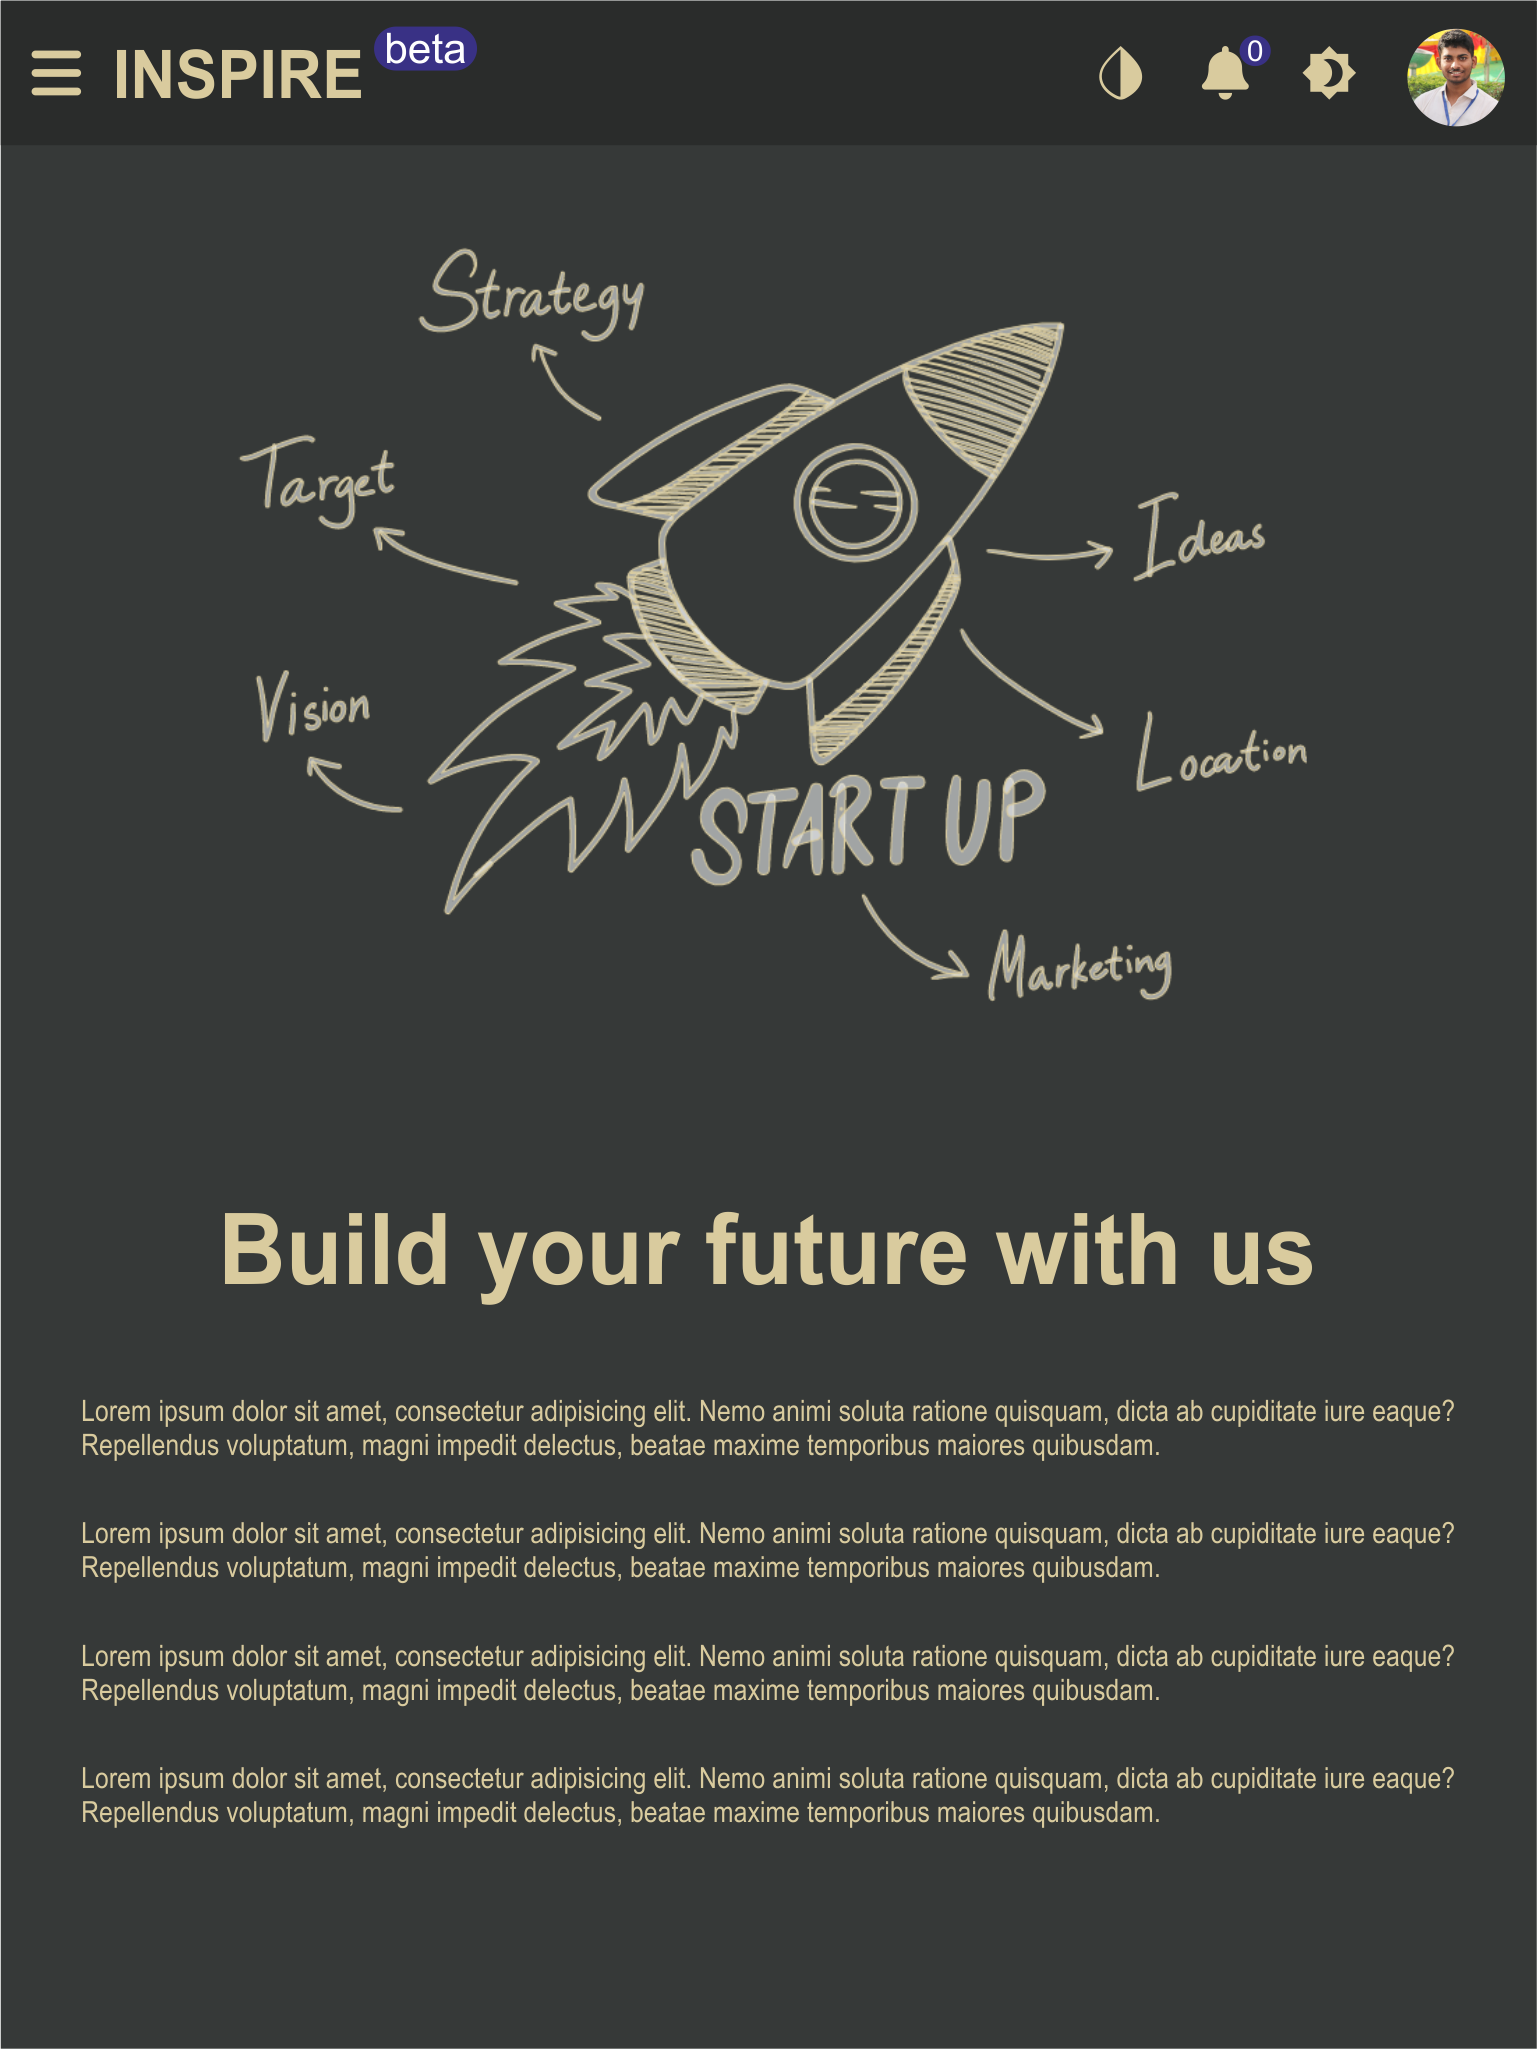 INSPIRE beta
0
Strategy
Target
Ideas
Vision
Location
START UP
Marketing
Build your future with us
Lorem ipsum dolor sit amet, consectetur adipisicing elit. Nemo animi soluta ratione quisquam, dicta ab cupiditate iure eaque?
Repellendus voluptatum, magni impedit delectus, beatae maxime temporibus maiores quibusdam.
Lorem ipsum dolor sit amet, consectetur adipisicing elit. Nemo animi soluta ratione quisquam, dicta ab cupiditate iure eaque?
Repellendus voluptatum, magni impedit delectus, beatae maxime temporibus maiores quibusdam.
Lorem ipsum dolor sit amet, consectetur adipisicing elit. Nemo animi soluta ratione quisquam, dicta ab cupiditate iure eaque?
Repellendus voluptatum, magni impedit delectus, beatae maxime temporibus maiores quibusdam.
Lorem ipsum dolor sit amet, consectetur adipisicing elit. Nemo animi soluta ratione quisquam, dicta ab cupiditate iure eaque?
Repellendus voluptatum, magni impedit delectus, beatae maxime temporibus maiores quibusdam.